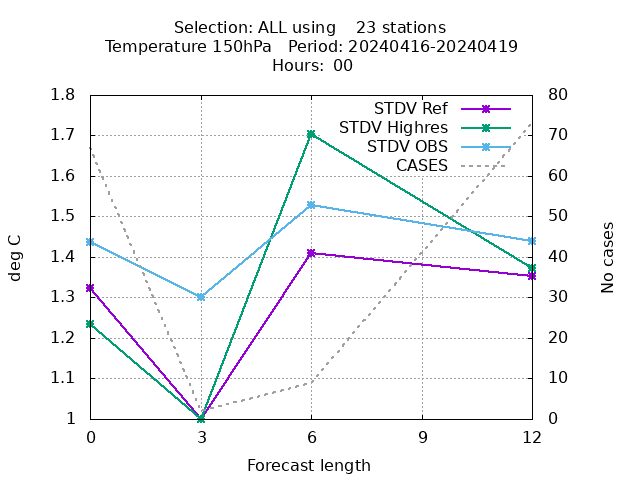 Selection: ALL using    23 stations
Temperature 150hPa   Period: 20240416-20240419
Hours:  00
STDV Ref
STDV Highres
STDV OBS
CASES
1.8
1.7
1.6
1.5
1.4
1.3
1.2
1.1
1
80
70
60
50
40
30
20
10
0
deg C
No cases
0 3 6 9 12
Forecast length